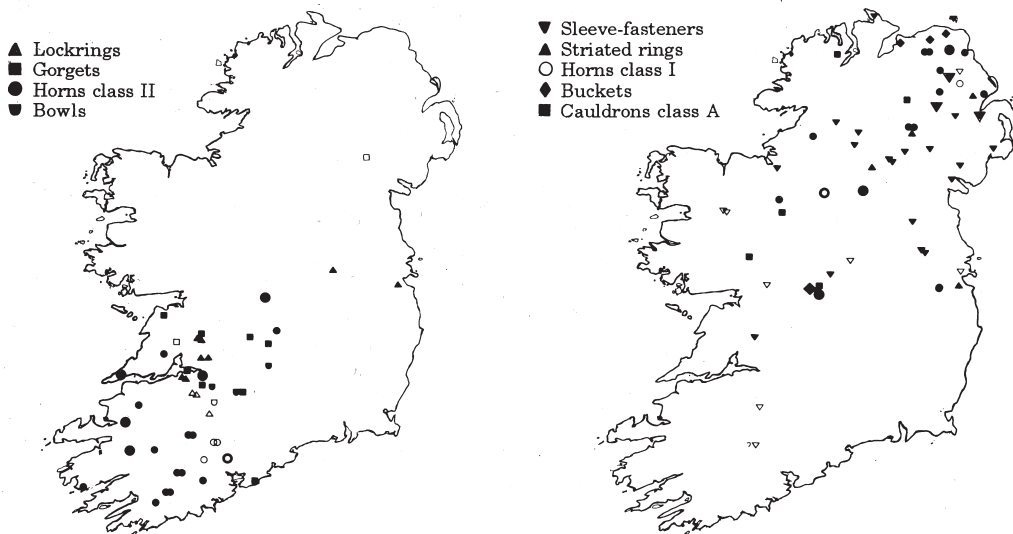 Lockrings
Gorgets
Horns class II
Bowls
Sleeve-fasteners
Striated rings
Horns class I
Buckets
Cauldrons class A
?